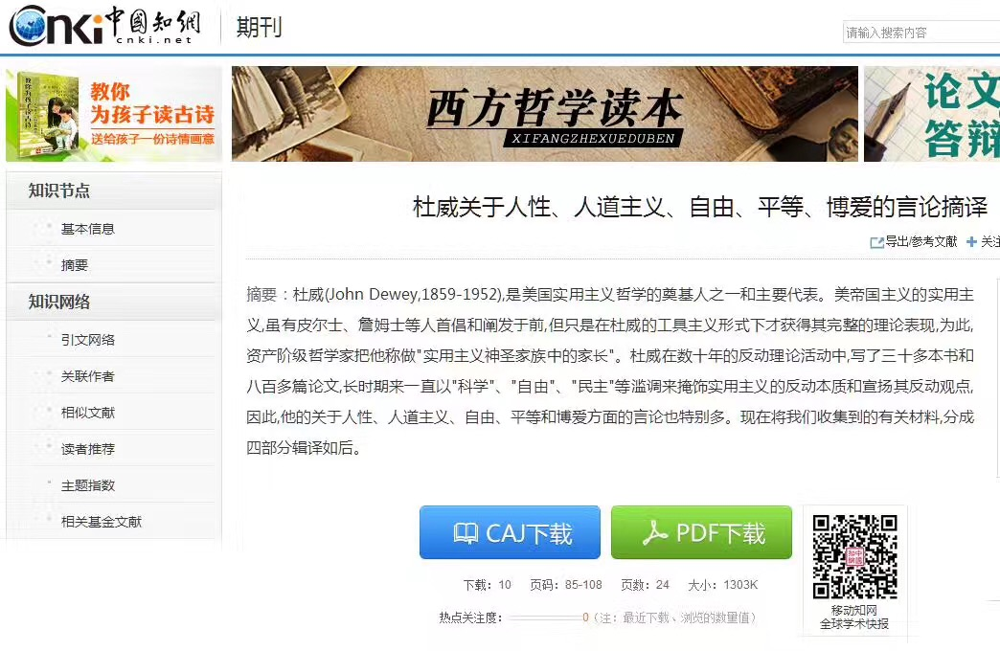 Cnki中国知網
cnki.net
期刊
请输入搜索内容
教你为孩子读古诗
教你
为孩子读古诗
送给孩子一份诗情画意
西方哲学读本
XIFANGZHEXUEDUBEN
论文
答辩
知识节点
基本信息
摘要
知识网络
引文网络
关联作者
相似文献
读者推荐
主题指数
相关基金文献
杜威关于人性、人道主义、自由、平等、博爱的言论摘译
导出/参考文献 关注
摘要：杜威(John Dewey,1859-1952),是美国实用主义哲学的奠基人之一和主要代表。美帝国主义的实用主
义,虽有皮尔士、詹姆士等人首倡和阐发于前,但只是在杜威的工具主义形式下才获得其完整的理论表现,为此,
资产阶级哲学家把他称做"实用主义神圣家族中的家长"。杜威在数十年的反动理论活动中,写了三十多本书和
八百多篇论文,长时期来一直以"科学"、"自由"、"民主"等滥调来掩饰实用主义的反动本质和宣扬其反动观点,
因此,他的关于人性、人道主义、自由、平等和博爱方面的言论也特别多。现在将我们收集到的有关材料,分成
四部分辑译如后。
CAJ下载
PDF下载
下载：10 页码：85-108 页数：24 大小：1303K
热点关注度： 0（注：最近下载、浏览的数量值）
移动知网
全球学术快报